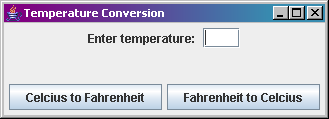 Temperature Conversion
Enter temperature:
Celcius to Fahrenheit
Fahrenheit to Celcius